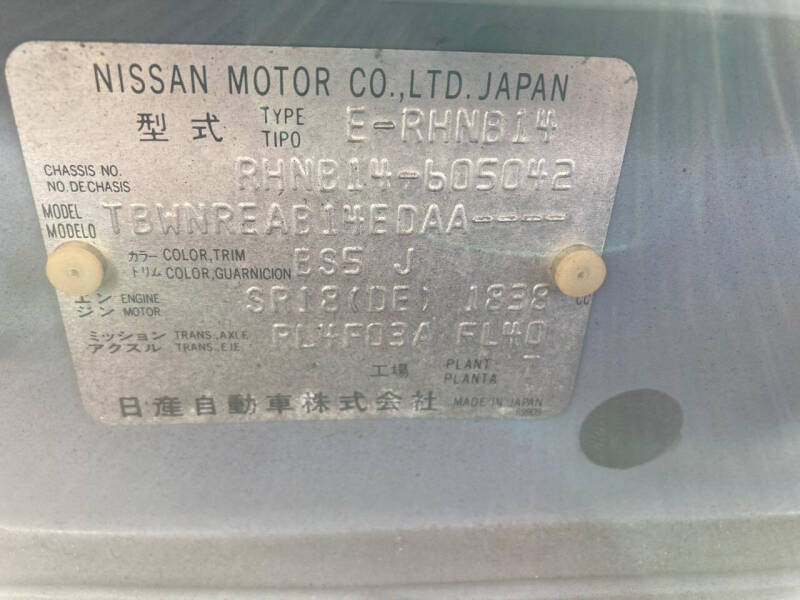 NISSAN MOTOR CO.,LTD. JAPAN
型式 TYPE TIPO E-RHNB14
CHASSIS NO. NO.DE CHASIS RHNB14-605042
MODEL MODELO TBWNREAB14EDAA----
カラー COLOR,TRIM トリム COLOR,GUARNICION BS5 J
エンジン ENGINE MOTOR SR18(DE) 1838 CC
ミッション アクスル TRANS.,AXLE TRANS.,EJE RL4F03A FL40
工場 PLANT PLANTA T
日産自動車株式会社 MADE IN JAPAN